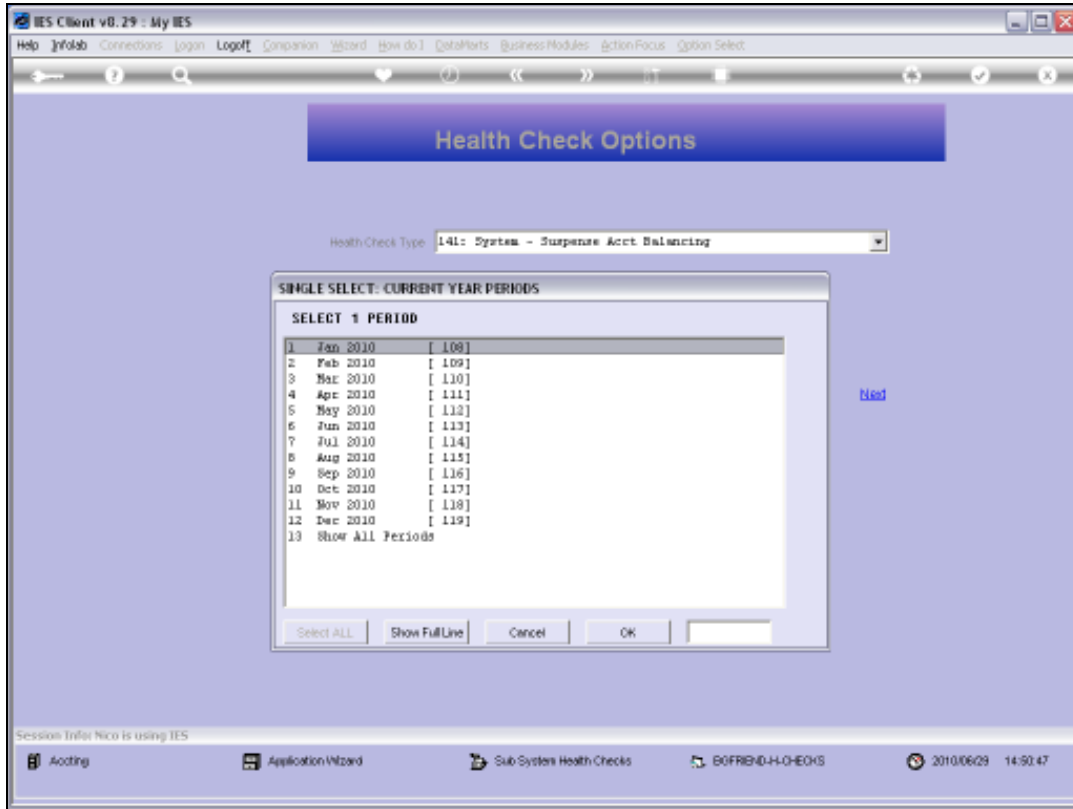 IES Client v8.29 : My IES
Help Infolab Connections Logon Logoff Companion Wizard How do I DataMarts Business Modules Action Focus Option Select
Health Check Options
Health Check Type 141: System - Suspense Acct Balancing
SINGLE SELECT: CURRENT YEAR PERIODS
SELECT 1 PERIOD
1 Jan 2010 [ 108]
2 Feb 2010 [ 109]
3 Mar 2010 [ 110]
4 Apr 2010 [ 111]
5 May 2010 [ 112]
6 Jun 2010 [ 113]
7 Jul 2010 [ 114]
8 Aug 2010 [ 115]
9 Sep 2010 [ 116]
10 Oct 2010 [ 117]
11 Nov 2010 [ 118]
12 Dec 2010 [ 119]
13 Show All Periods
Next
Select ALL Show Full Line Cancel OK
Session Info: Nico is using IES
Accting Application Wizard Sub System Health Checks BGFRIEND-H-CHECKS 2010/06/29 14:50:47